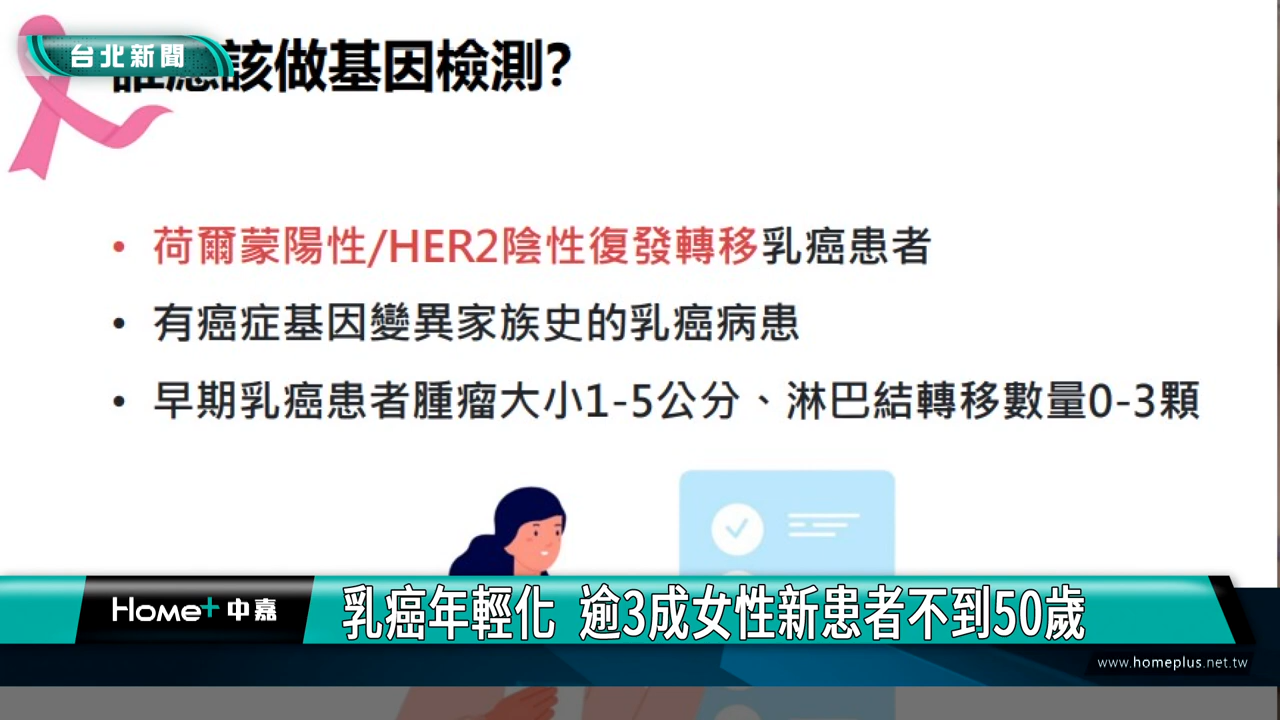 台北新聞
誰應該做基因檢測?
• 荷爾蒙陽性/HER2陰性復發轉移乳癌患者
• 有癌症基因變異家族史的乳癌病患
• 早期乳癌患者腫瘤大小1-5公分、淋巴結轉移數量0-3顆
Home+中嘉
乳癌年輕化 逾3成女性新患者不到50歲
www.homeplus.net.tw